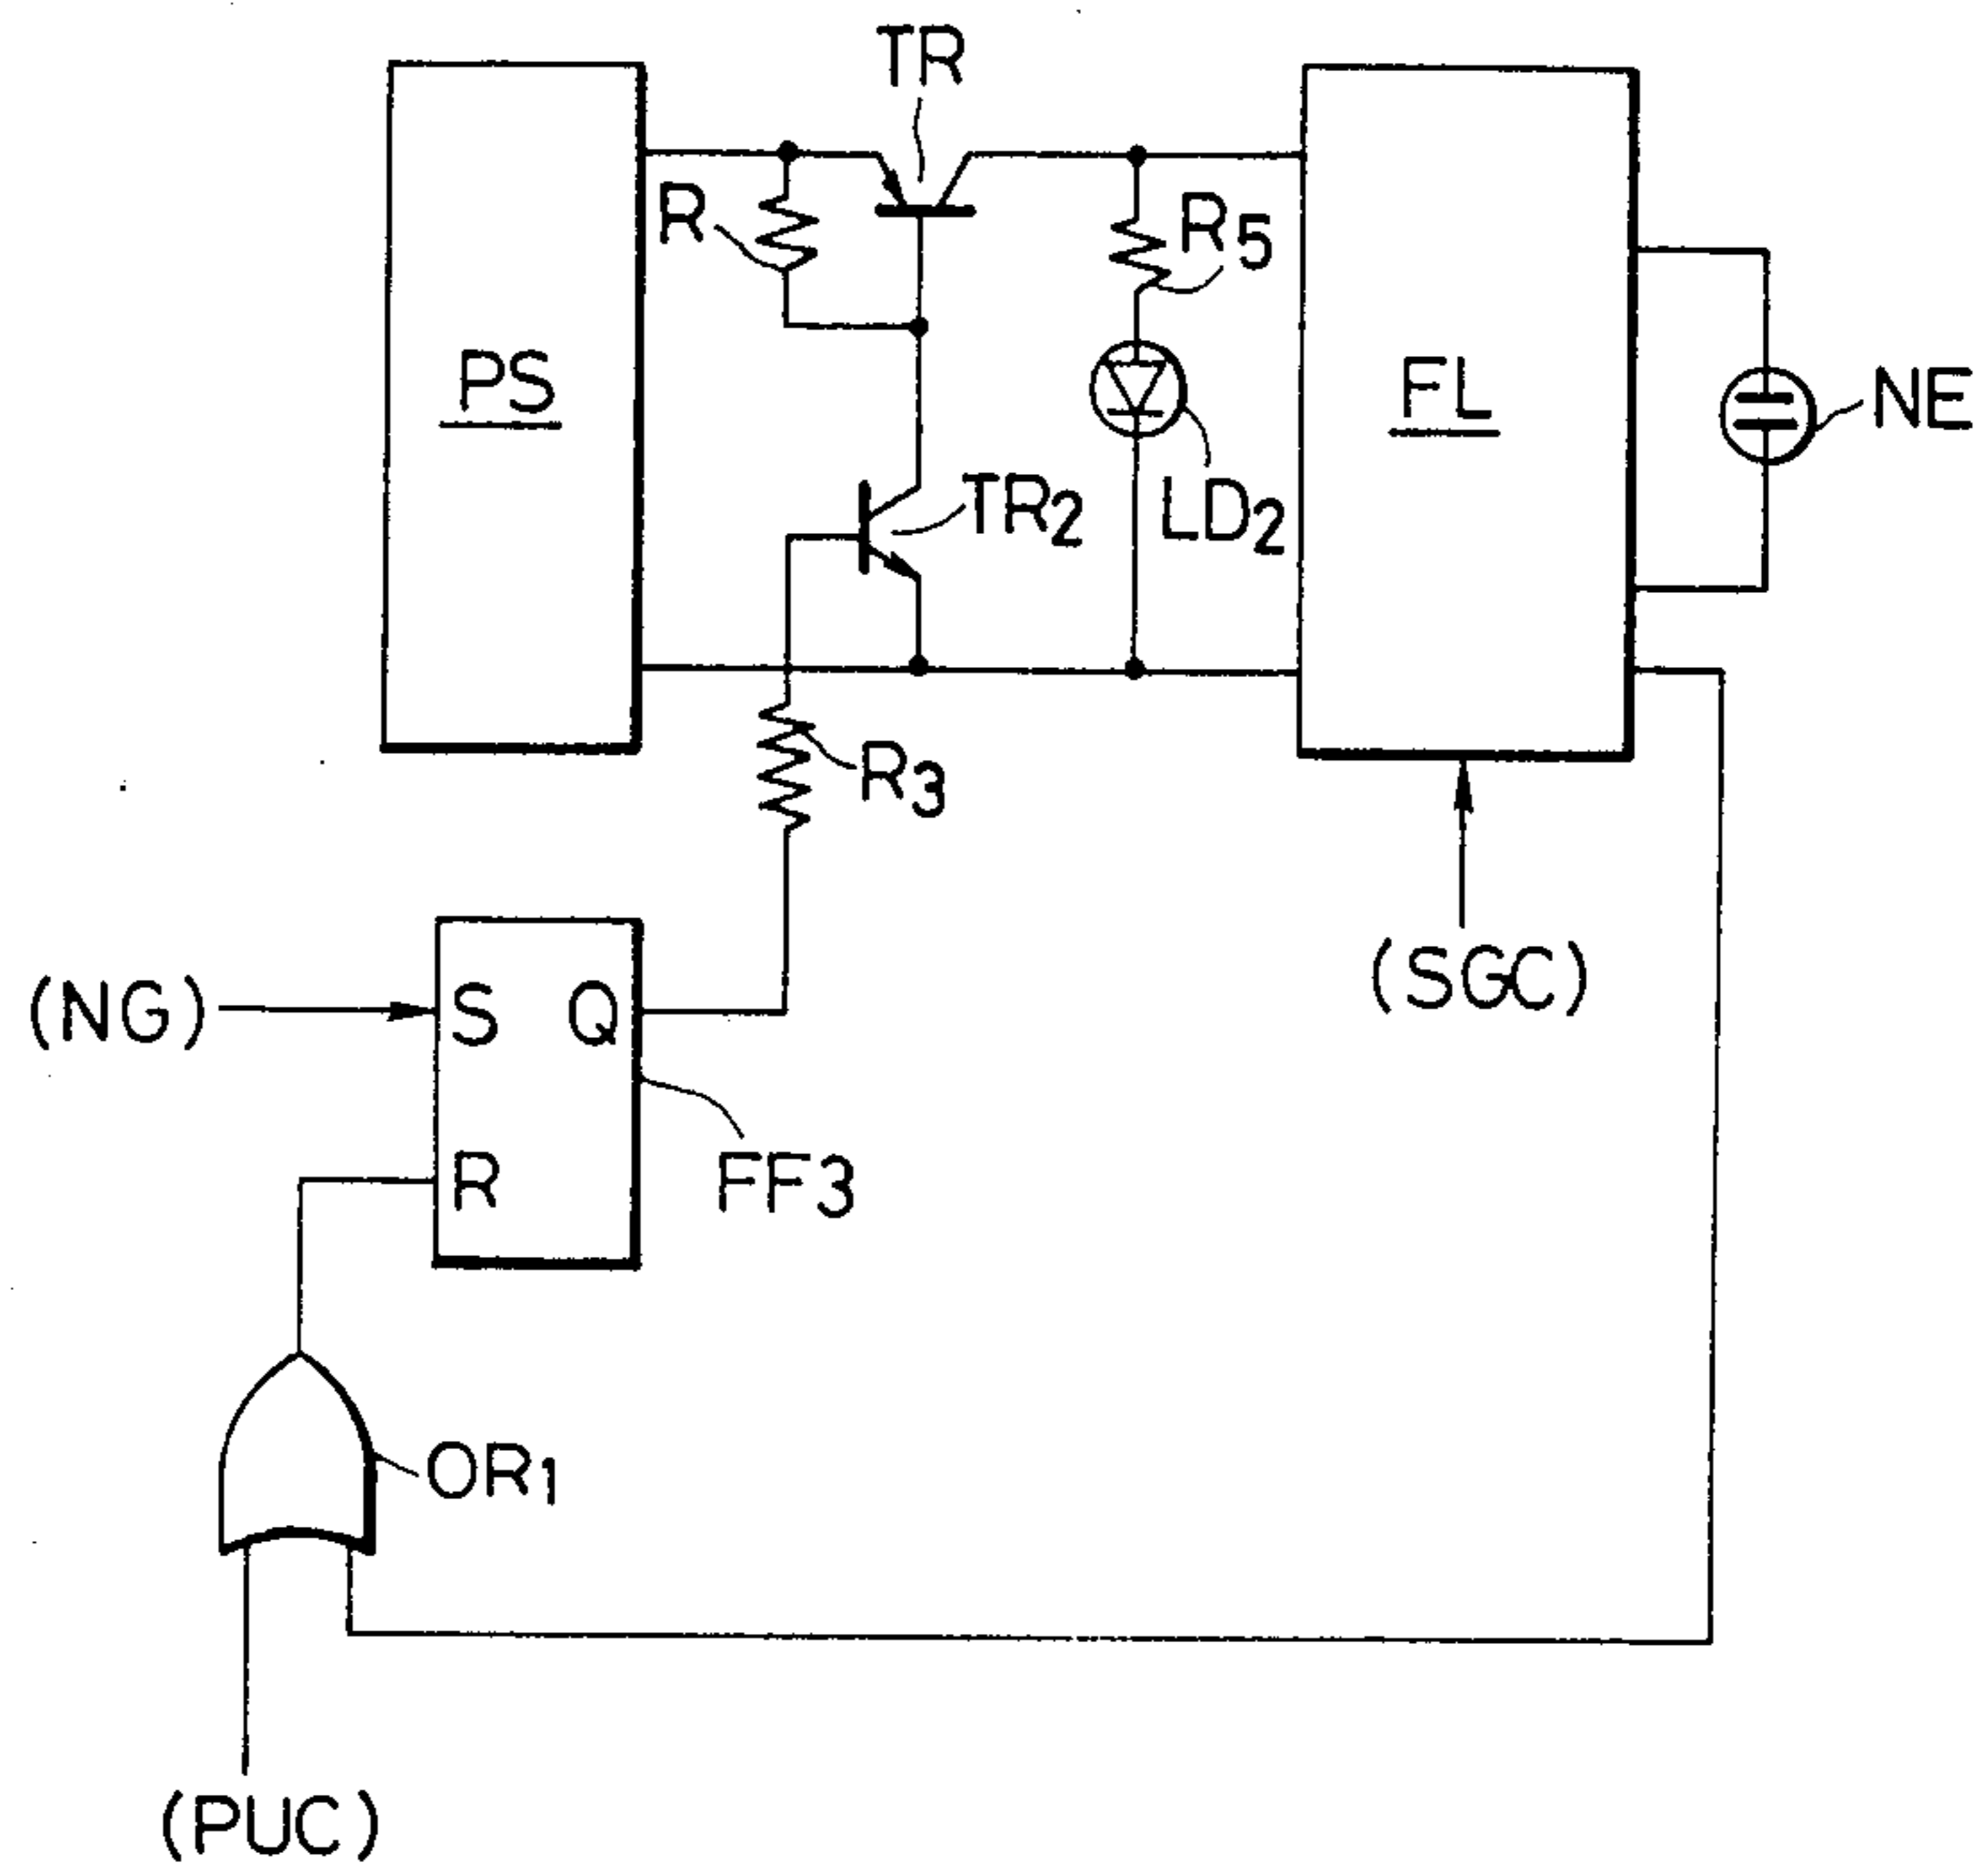 TR
R
R5
PS
FL
NE
TR2
LD2
R3
(SGC)
(NG)
S Q
R
FF3
OR1
(PUC)